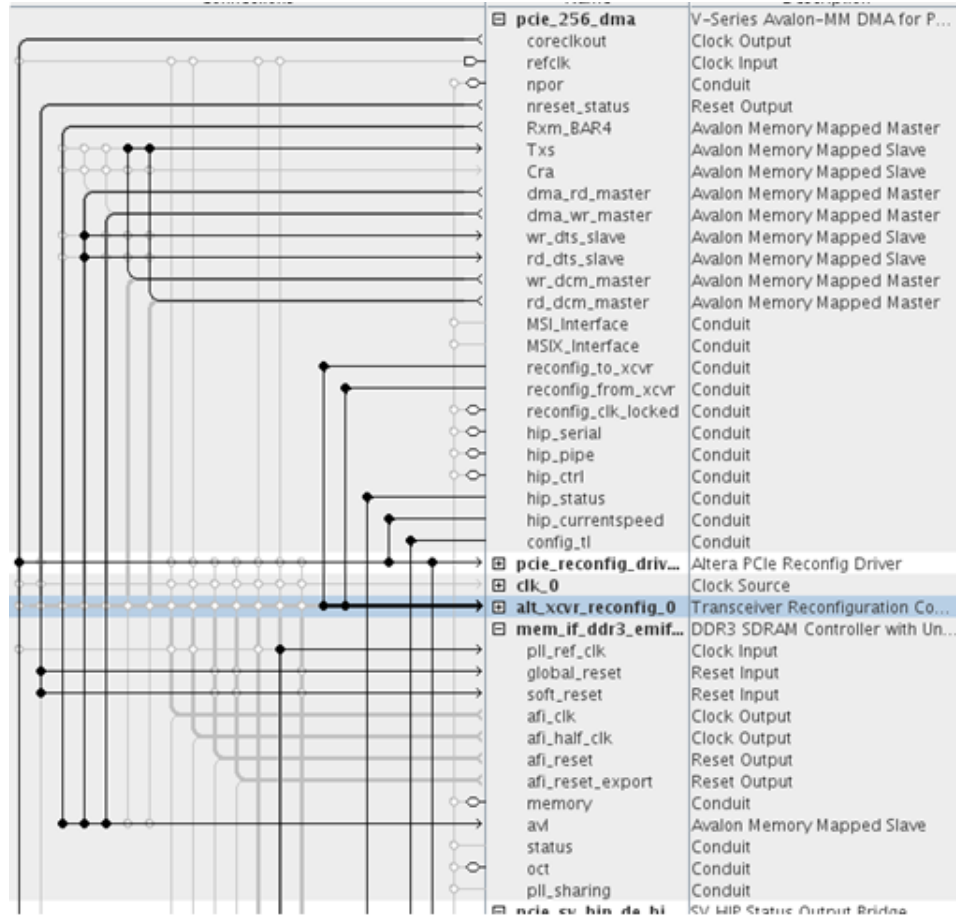 Connections Name Description
pcie_256_dma V-Series Avalon-MM DMA for P...
coreclkout Clock Output
refclk Clock Input
npor Conduit
nreset_status Reset Output
Rxm_BAR4 Avalon Memory Mapped Master
Txs Avalon Memory Mapped Slave
Cra Avalon Memory Mapped Slave
dma_rd_master Avalon Memory Mapped Master
dma_wr_master Avalon Memory Mapped Master
wr_dts_slave Avalon Memory Mapped Slave
rd_dts_slave Avalon Memory Mapped Slave
wr_dcm_master Avalon Memory Mapped Master
rd_dcm_master Avalon Memory Mapped Master
MSI_Interface Conduit
MSIX_Interface Conduit
reconfig_to_xcvr Conduit
reconfig_from_xcvr Conduit
reconfig_clk_locked Conduit
hip_serial Conduit
hip_pipe Conduit
hip_ctrl Conduit
hip_status Conduit
hip_currentspeed Conduit
config_tl Conduit
pcie_reconfig_driv... Altera PCIe Reconfig Driver
clk_0 Clock Source
alt_xcvr_reconfig_0 Transceiver Reconfiguration Co...
mem_if_ddr3_emif... DDR3 SDRAM Controller with Un...
pll_ref_clk Clock Input
global_reset Reset Input
soft_reset Reset Input
afi_clk Clock Output
afi_half_clk Clock Output
afi_reset Reset Output
afi_reset_export Reset Output
memory Conduit
avl Avalon Memory Mapped Slave
status Conduit
oct Conduit
pll_sharing Conduit
SV HIP Status Output Bridge